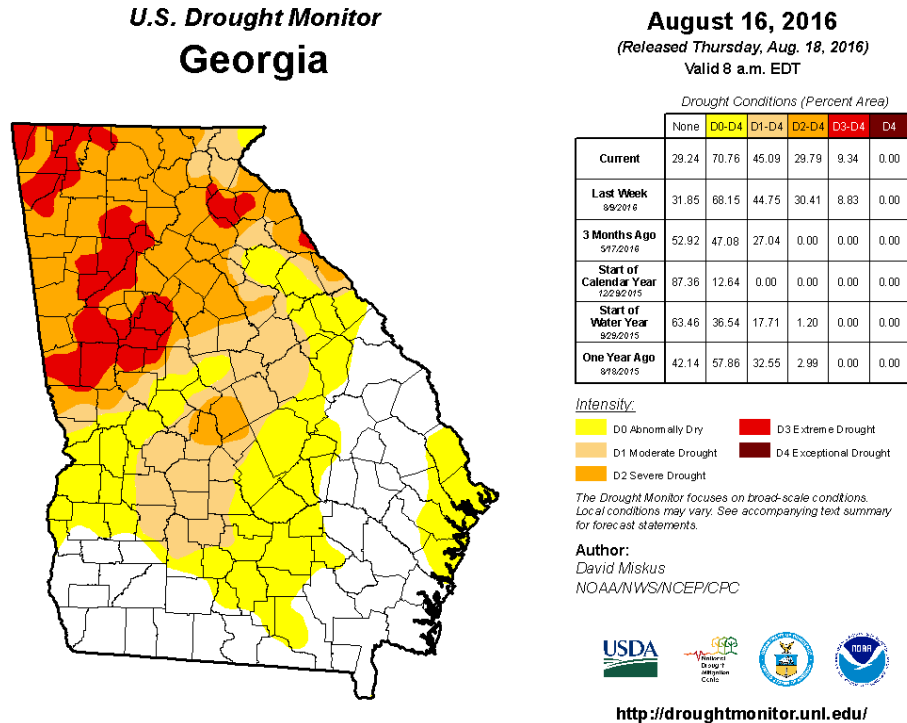 U.S. Drought Monitor
Georgia
August 16, 2016
(Released Thursday, Aug. 18, 2016)
Valid 8 a.m. EDT
Drought Conditions (Percent Area)
None D0-D4 D1-D4 D2-D4 D3-D4 D4
Current 29.24 70.76 45.09 29.79 9.34 0.00
Last Week 31.85 68.15 44.75 30.41 8.83 0.00
8/9/2016
3 Months Ago 52.92 47.08 27.04 0.00 0.00 0.00
5/17/2016
Start of
Calendar Year 87.36 12.64 0.00 0.00 0.00 0.00
12/29/2015
Start of
Water Year 63.46 36.54 17.71 1.20 0.00 0.00
9/29/2015
One Year Ago 42.14 57.86 32.55 2.99 0.00 0.00
8/18/2015
Intensity:
D0 Abnormally Dry D3 Extreme Drought
D1 Moderate Drought D4 Exceptional Drought
D2 Severe Drought
The Drought Monitor focuses on broad-scale conditions.
Local conditions may vary. See accompanying text summary
for forecast statements.
Author:
David Miskus
NOAA/NWS/NCEP/CPC
USDA
National
Drought
Mitigation
Center
NOAA
http://droughtmonitor.unl.edu/